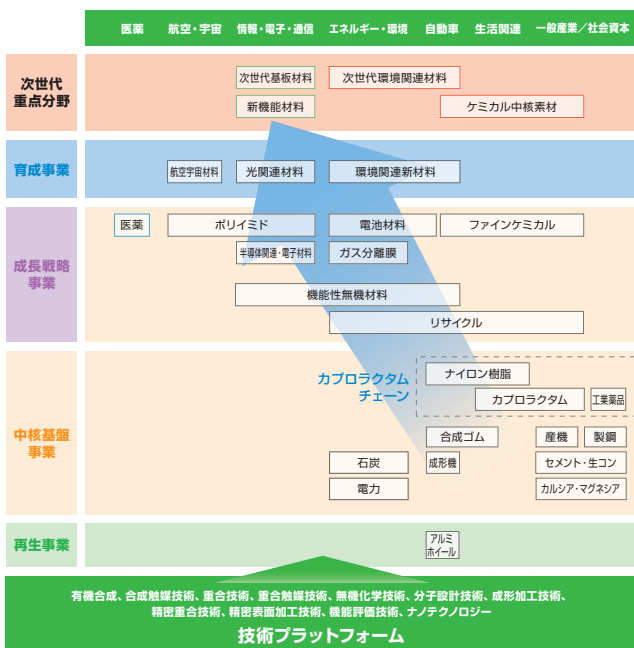 医薬 航空・宇宙 情報・電子・通信 エネルギー・環境 自動車 生活関連 一般産業/社会資本
次世代
重点分野
次世代基板材料 次世代環境関連材料
新機能材料 ケミカル中核素材
育成事業
航空宇宙材料 光関連材料 環境関連新材料
成長戦略
事業
医薬 ポリイミド 電池材料 ファインケミカル
半導体関連・電子材料 ガス分離膜
機能性無機材料
リサイクル
中核基盤
事業
カプロラクタム
チェーン
ナイロン樹脂
カプロラクタム 工業薬品
合成ゴム 産機 製鋼
石炭 成形機 セメント・生コン
電力 カルシア・マグネシア
再生事業
アルミ
ホイール
有機合成、合成触媒技術、重合技術、重合触媒技術、無機化学技術、分子設計技術、成形加工技術、
精密重合技術、精密表面加工技術、機能評価技術、ナノテクノロジー
技術プラットフォーム